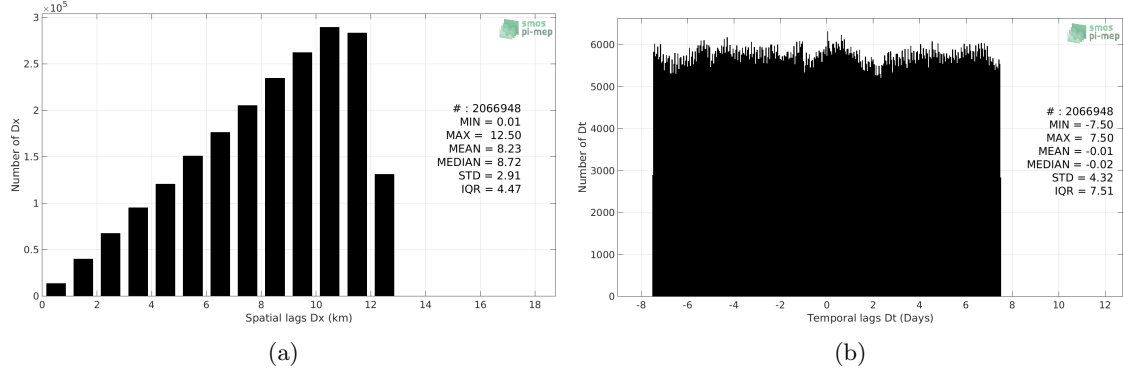 ×10^5
3
2.5
2
1.5
1
0.5
0
Number of Dx
0 2 4 6 8 10 12 14 16 18
Spatial lags Dx (km)
smos
pi-mep
# : 2066948
MIN = 0.01
MAX = 12.50
MEAN = 8.23
MEDIAN = 8.72
STD = 2.91
IQR = 4.47
(a)
6000
5000
4000
3000
2000
1000
0
Number of Dt
-8 -6 -4 -2 0 2 4 6 8 10 12
Temporal lags Dt (Days)
smos
pi-mep
# : 2066948
MIN = -7.50
MAX = 7.50
MEAN = -0.01
MEDIAN = -0.02
STD = 4.32
IQR = 7.51
(b)